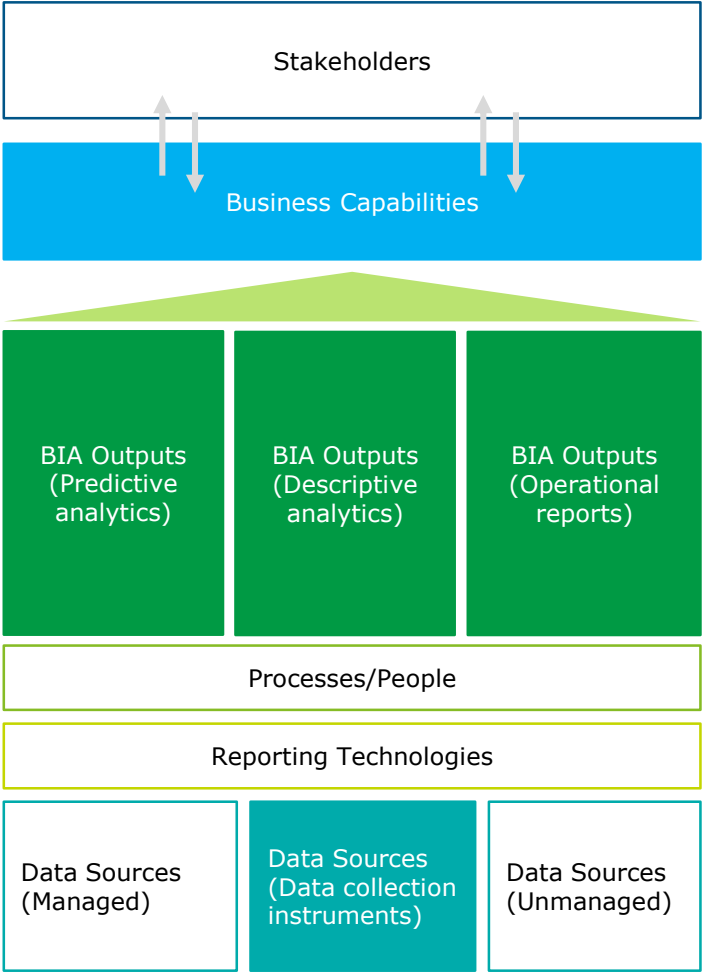 Stakeholders
Business Capabilities
BIA Outputs
(Predictive
analytics)
BIA Outputs
(Descriptive
analytics)
BIA Outputs
(Operational
reports)
Processes/People
Reporting Technologies
Data Sources
(Managed)
Data Sources
(Data collection
instruments)
Data Sources
(Unmanaged)